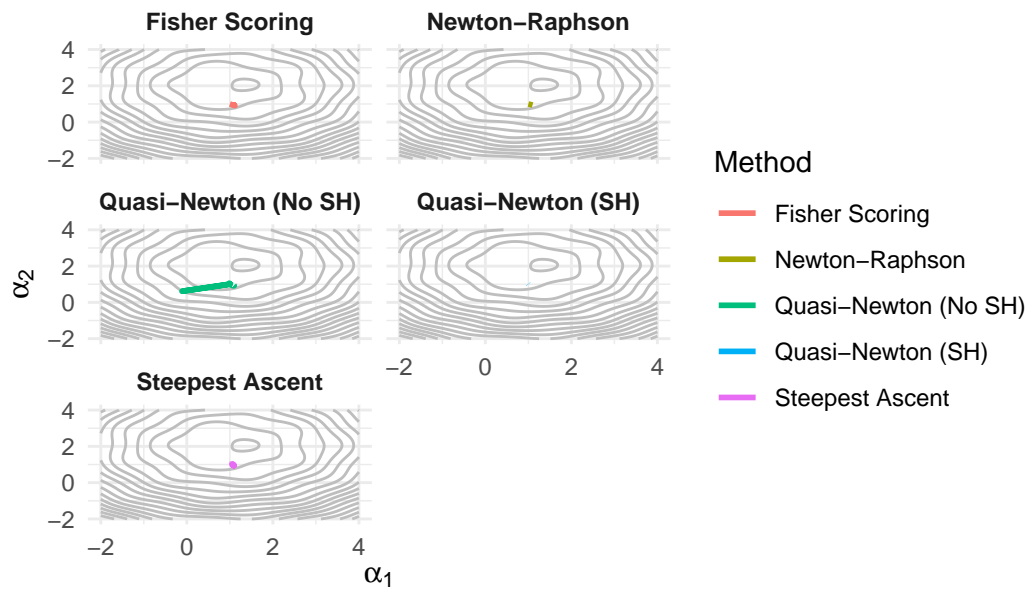 Fisher Scoring
Newton−Raphson
4
2
0
−2
Quasi−Newton (No SH)
Quasi−Newton (SH)
4
2
0
−2
−2 0 2 4
Steepest Ascent
4
2
0
−2
−2 0 2 4
α1
α2
Method
Fisher Scoring
Newton−Raphson
Quasi−Newton (No SH)
Quasi−Newton (SH)
Steepest Ascent